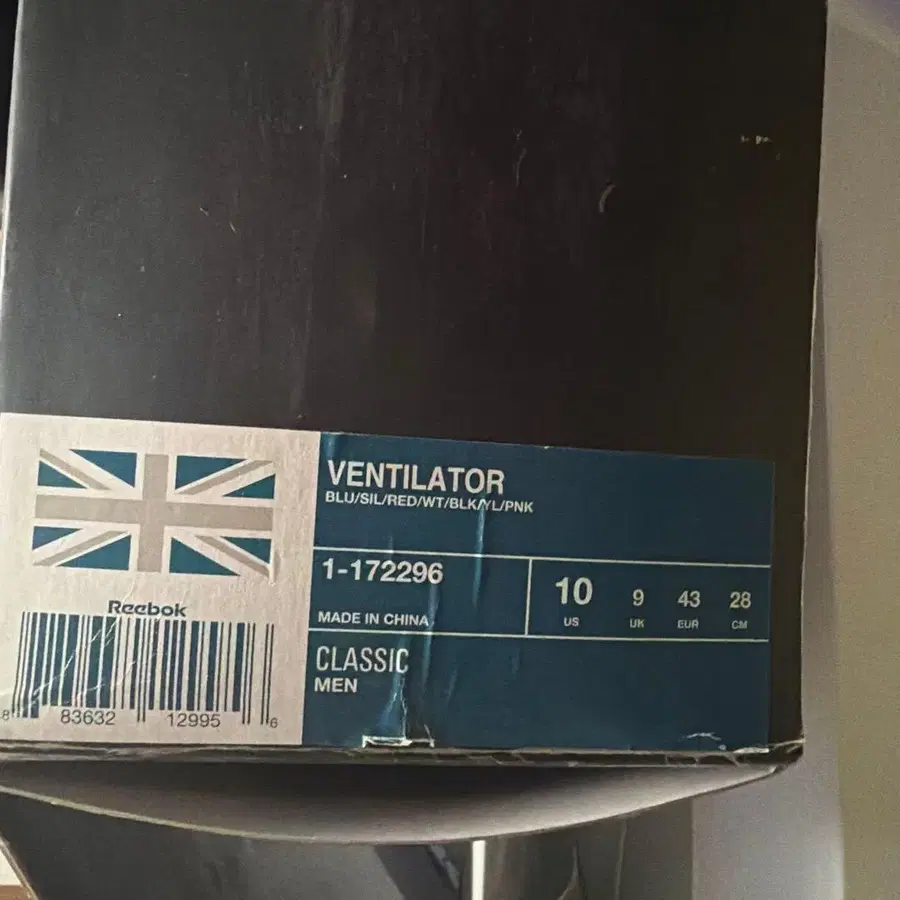 VENTILATOR
BLU/SIL/RED/WT/BLK/YL/PNK
1-172296
MADE IN CHINA
10 9 43 28
US UK EUR CM
CLASSIC
MEN
Reebok
8 83632 12995 6